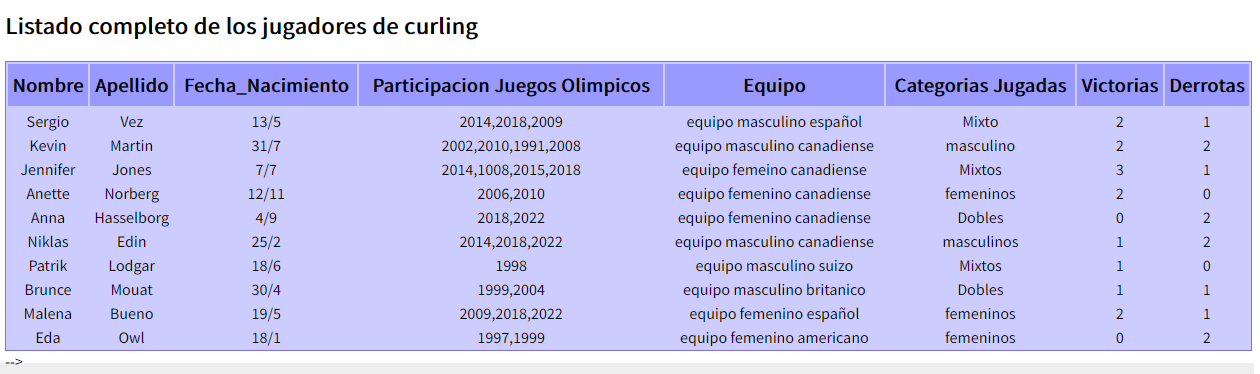 Listado completo de los jugadores de curling
Nombre Apellido Fecha_Nacimiento Participacion Juegos Olimpicos Equipo Categorias Jugadas Victorias Derrotas
Sergio Vez 13/5 2014,2018,2009 equipo masculino español Mixto 2 1
Kevin Martin 31/7 2002,2010,1991,2008 equipo masculino canadiense masculino 2 2
Jennifer Jones 7/7 2014,1008,2015,2018 equipo femeino canadiense Mixtos 3 1
Anette Norberg 12/11 2006,2010 equipo femenino canadiense femeninos 2 0
Anna Hasselborg 4/9 2018,2022 equipo femenino canadiense Dobles 0 2
Niklas Edin 25/2 2014,2018,2022 equipo masculino canadiense masculinos 1 2
Patrik Lodgar 18/6 1998 equipo masculino suizo Mixtos 1 0
Brunce Mouat 30/4 1999,2004 equipo masculino britanico Dobles 1 1
Malena Bueno 19/5 2009,2018,2022 equipo femenino español femeninos 2 1
Eda Owl 18/1 1997,1999 equipo femenino americano femeninos 0 2
-->